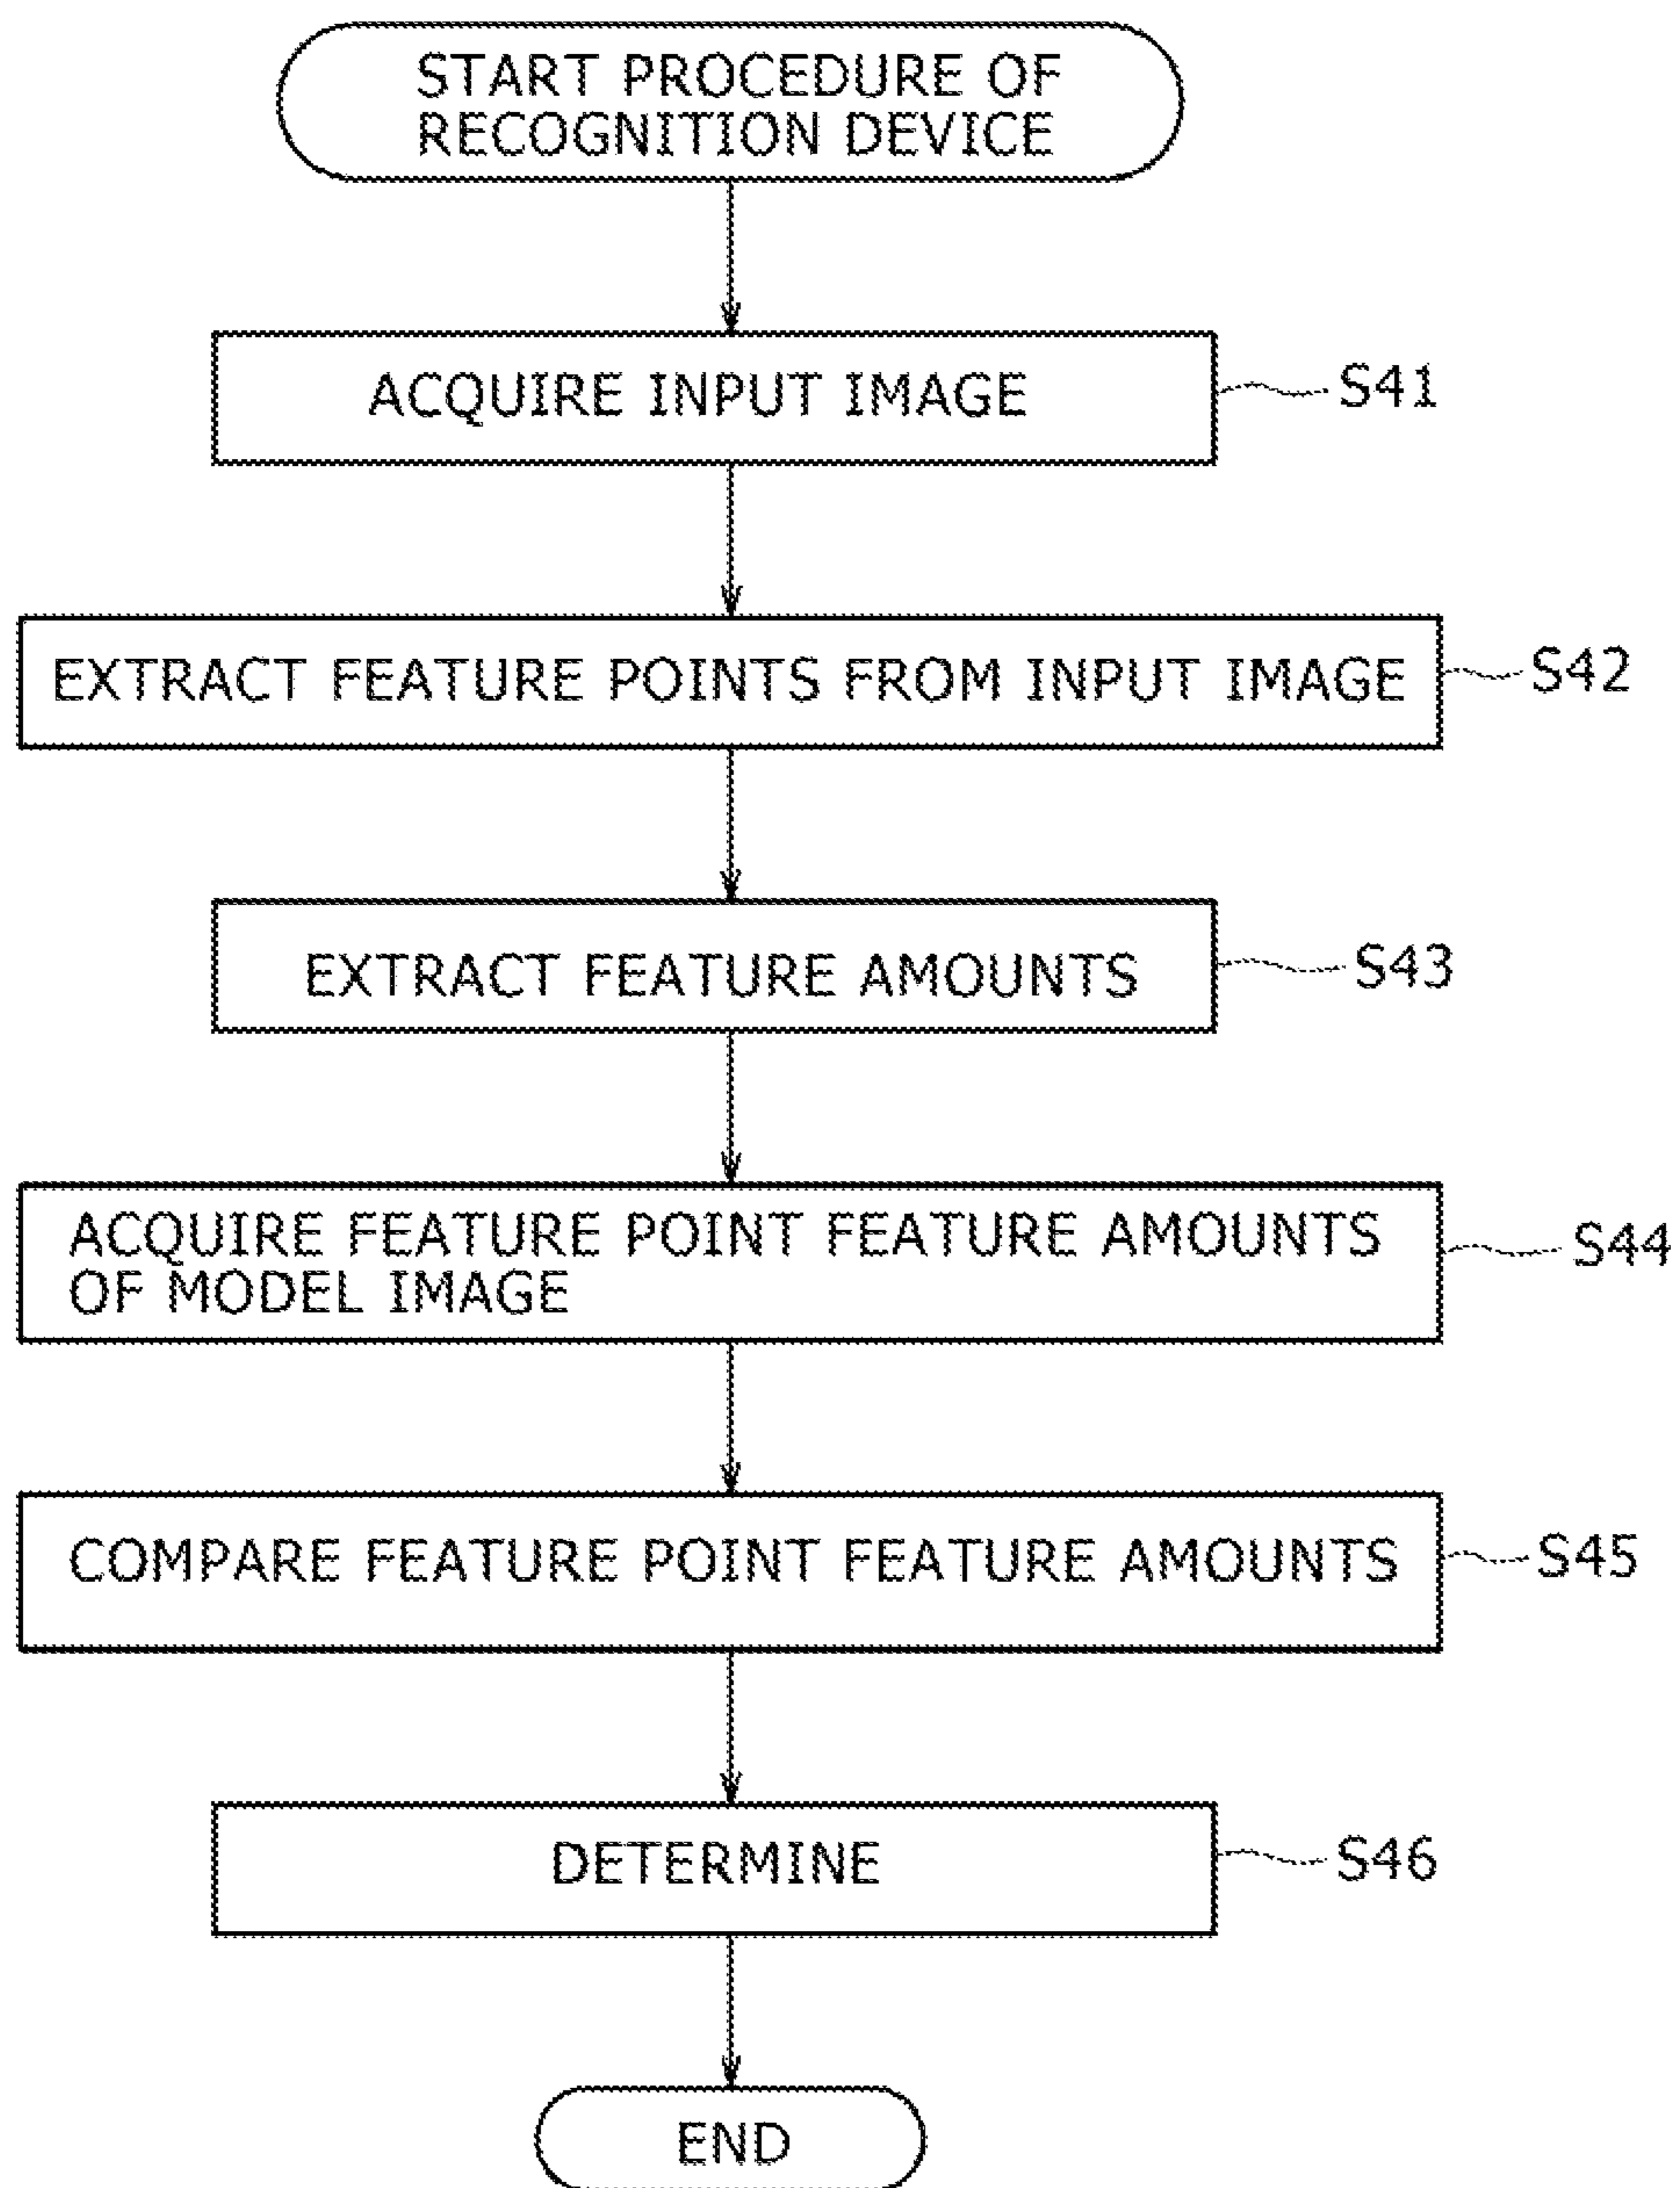 START PROCEDURE OF
RECOGNITION DEVICE
ACQUIRE INPUT IMAGE
S41
EXTRACT FEATURE POINTS FROM INPUT IMAGE
S42
EXTRACT FEATURE AMOUNTS
S43
ACQUIRE FEATURE POINT FEATURE AMOUNTS
OF MODEL IMAGE
S44
COMPARE FEATURE POINT FEATURE AMOUNTS
S45
DETERMINE
S46
END